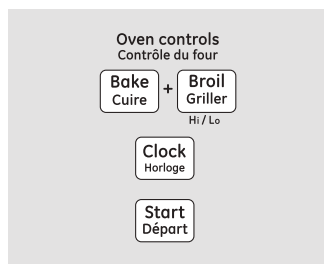 Oven controls
Contrôle du four
Bake + Broil
Cuire Griller
Hi / Lo
Clock
Horloge
Start
Départ